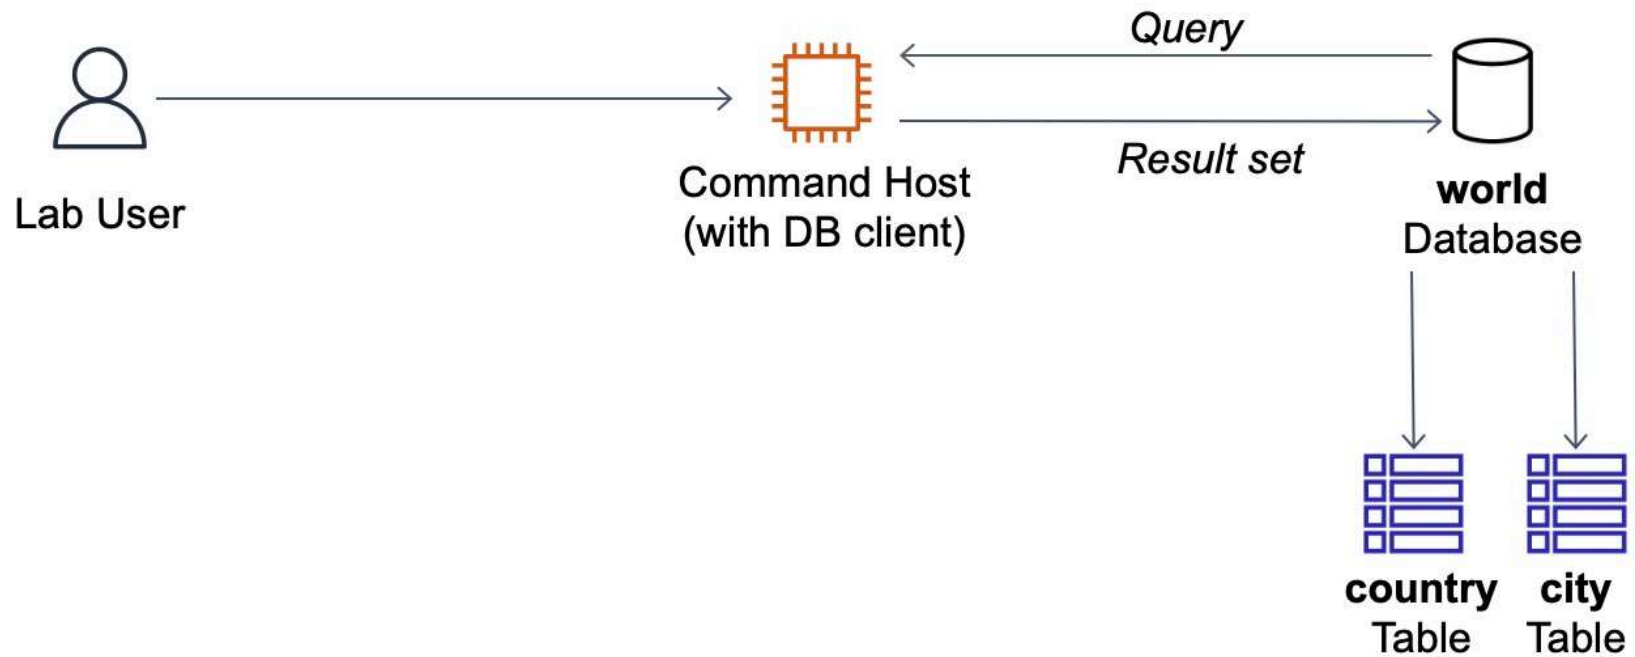 Query
Result set
Lab User
Command Host
(with DB client)
world
Database
country
Table
city
Table